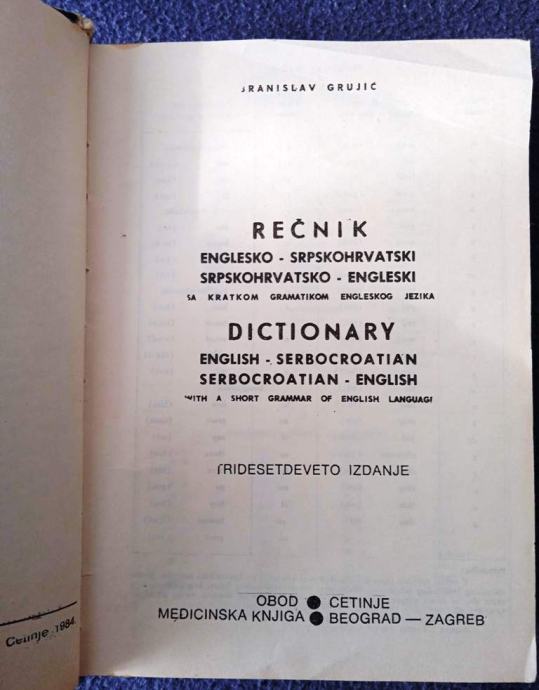 BRANISLAV GRUJIĆ
REČNIK
ENGLESKO - SRPSKOHRVATSKI
SRPSKOHRVATSKO - ENGLESKI
SA KRATKOM GRAMATIKOM ENGLESKOG JEZIKA
DICTIONARY
ENGLISH - SERBOCROATIAN
SERBOCROATIAN - ENGLISH
WITH A SHORT GRAMMAR OF ENGLISH LANGUAGE
TRIDESETDEVETO IZDANJE
OBOD ● CETINJE
MEDICINSKA KNJIGA ● BEOGRAD — ZAGREB
Cetinje, 1984.